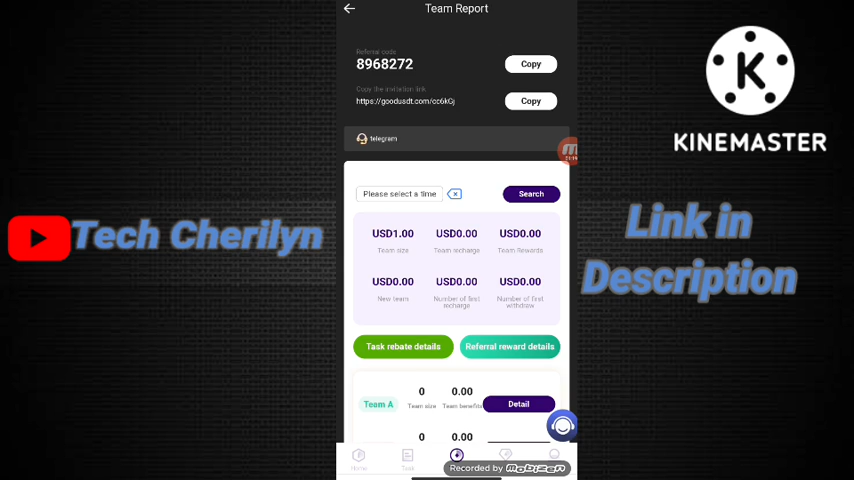 Team Report
Referral code
8968272
Copy
Copy the invitation link
https://goodusdt.com/cc6kGj
Copy
telegram
Please select a time
Search
USD1.00 USD0.00 USD0.00
Team size Team recharge Team Rewards
USD0.00 USD0.00 USD0.00
New team Number of first recharge Number of first withdraw
Task rebate details Referral reward details
Team A
0 0.00
Team size Team benefits
Detail
0 0.00
Home Task
Recorded by mobizen
Tech Cherilyn
K
KINEMASTER
Link in
Description